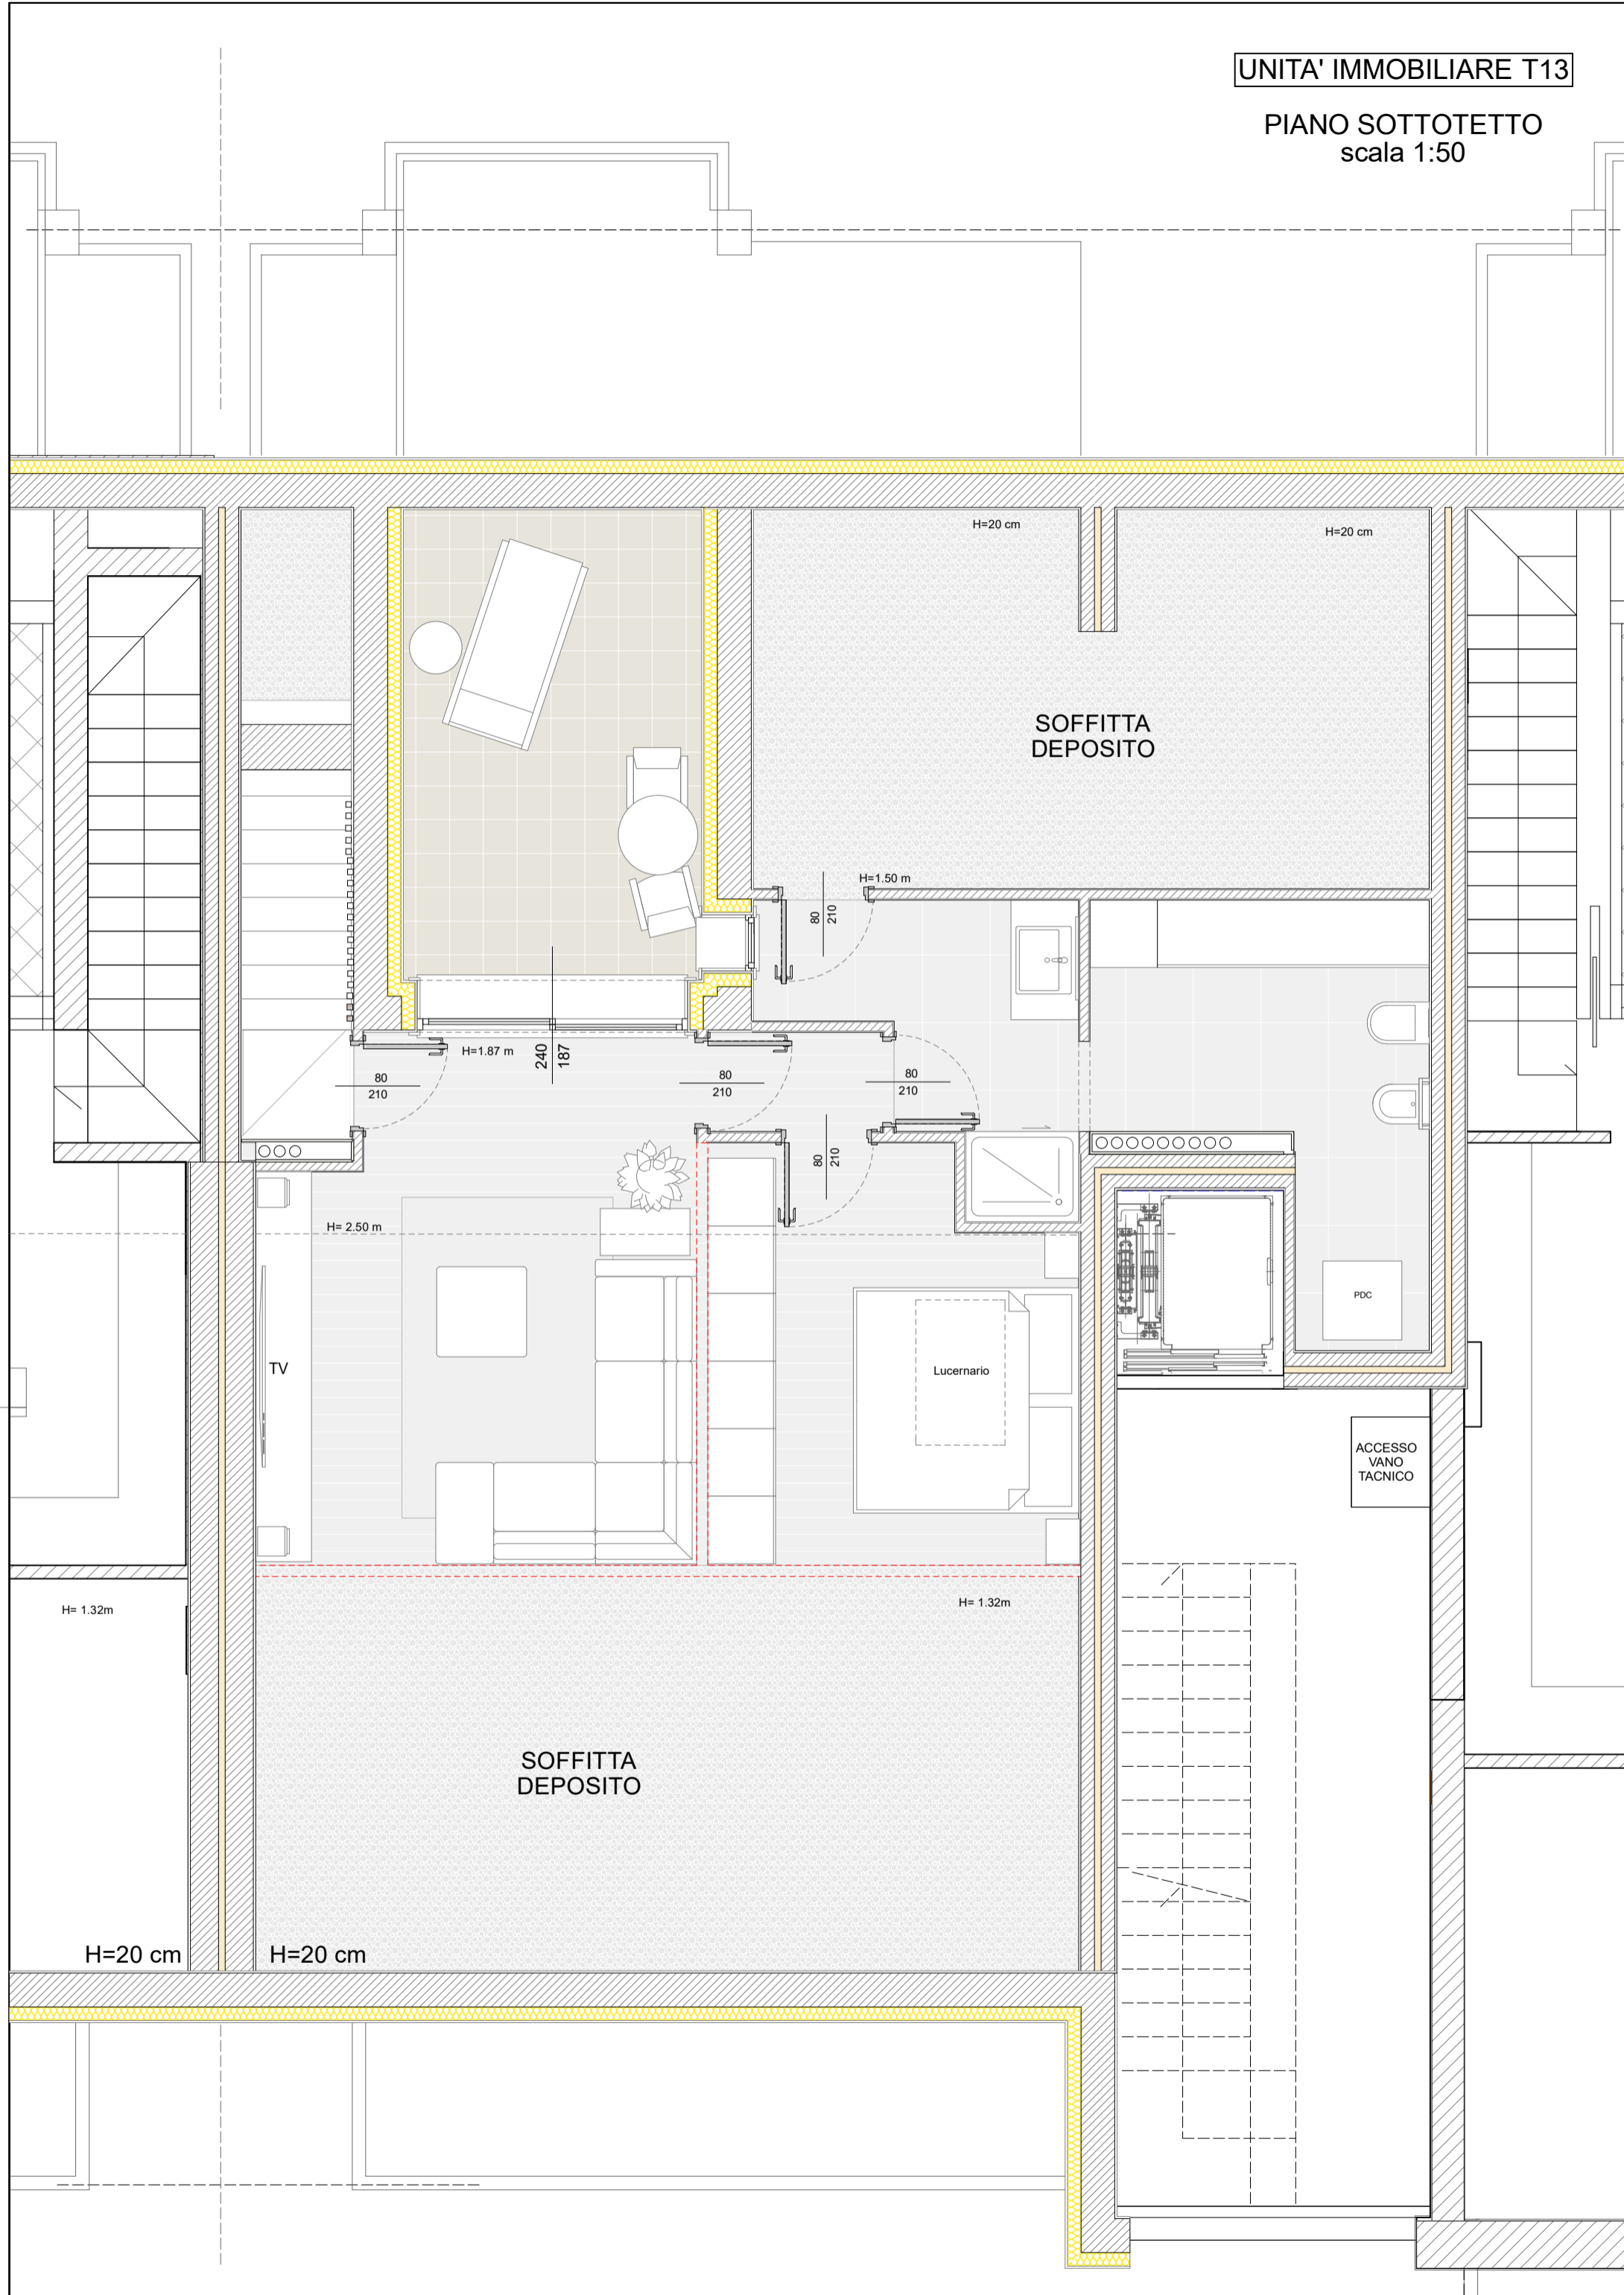 UNITA' IMMOBILIARE T13
PIANO SOTTOTETTO
scala 1:50
H=20 cm
H=20 cm
SOFFITTA
DEPOSITO
H=1.50 m
80
210
H=1.87 m
240
187
80
210
80
210
80
210
80
210
H= 2.50 m
TV
Lucernario
PDC
ACCESSO
VANO
TACNICO
H= 1.32m
H= 1.32m
SOFFITTA
DEPOSITO
H=20 cm
H=20 cm